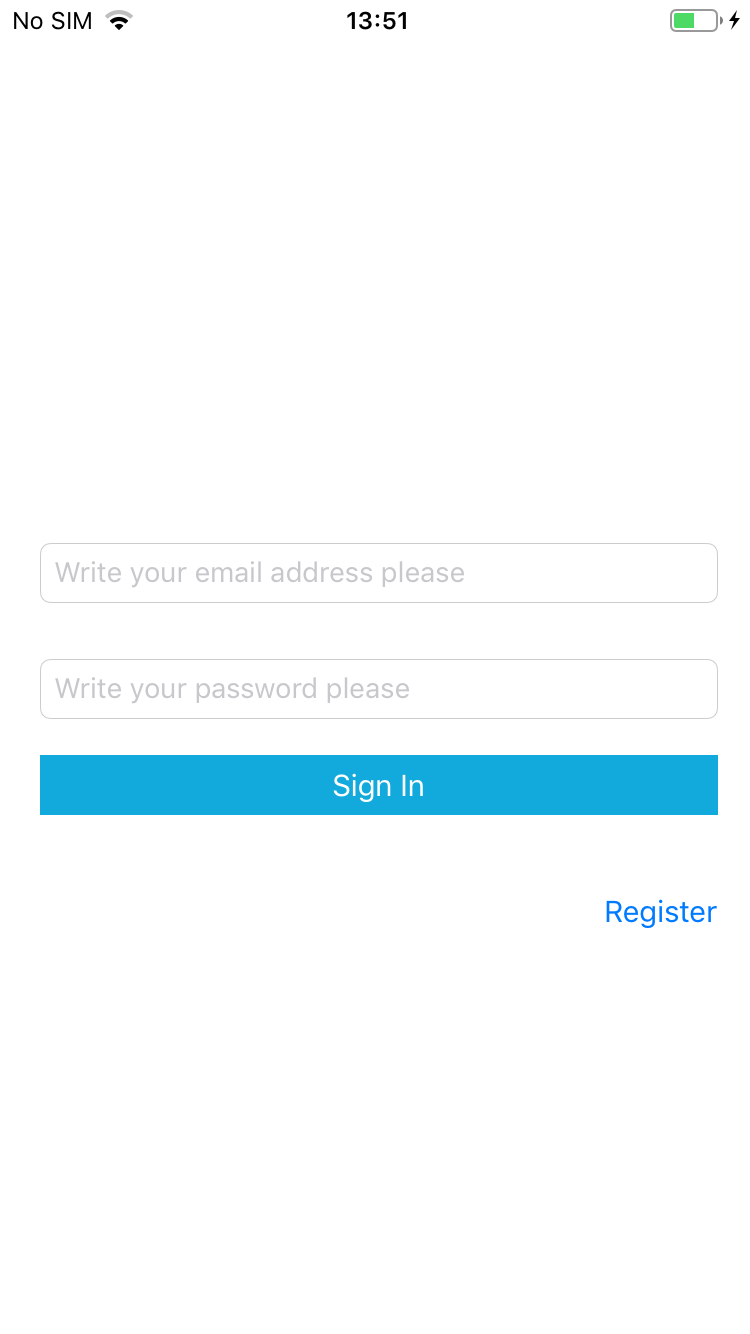 No SIM 13:51
Write your email address please
Write your password please
Sign In
Register